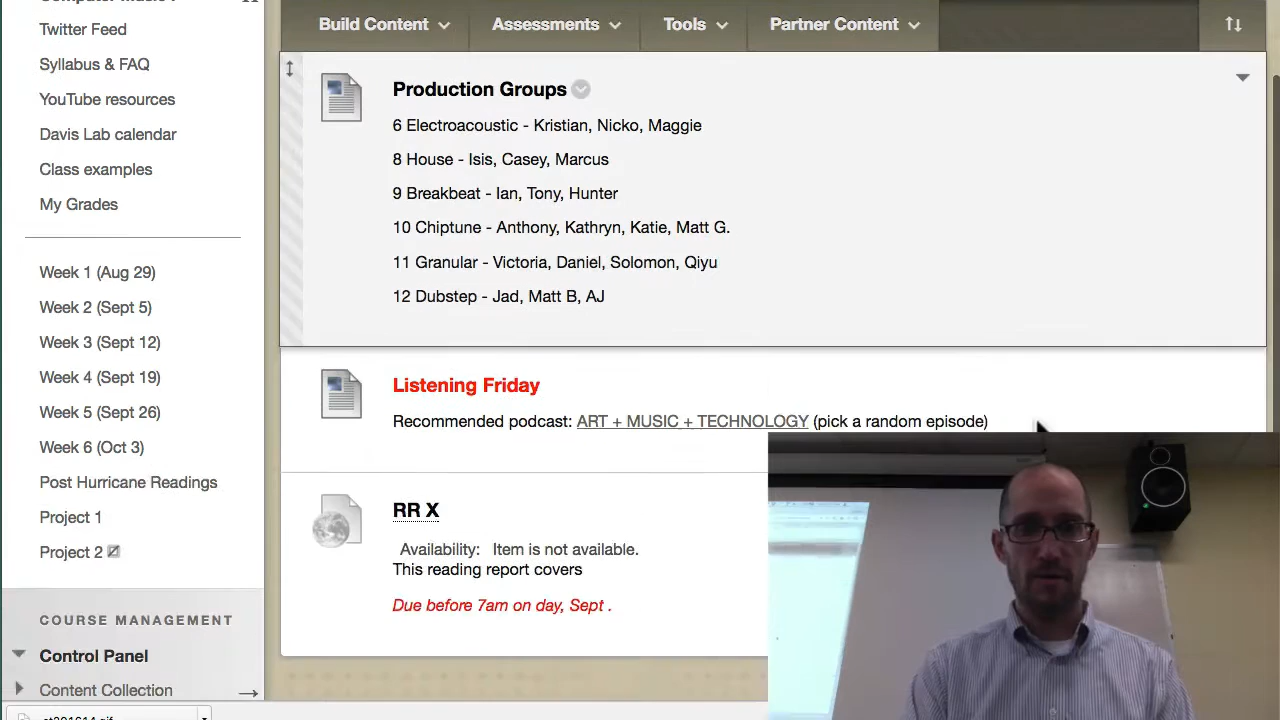 Twitter Feed
Syllabus & FAQ
YouTube resources
Davis Lab calendar
Class examples
My Grades
Week 1 (Aug 29)
Week 2 (Sept 5)
Week 3 (Sept 12)
Week 4 (Sept 19)
Week 5 (Sept 26)
Week 6 (Oct 3)
Post Hurricane Readings
Project 1
Project 2
COURSE MANAGEMENT
Control Panel
Content Collection
Build Content
Assessments
Tools
Partner Content
Production Groups
6 Electroacoustic - Kristian, Nicko, Maggie
8 House - Isis, Casey, Marcus
9 Breakbeat - Ian, Tony, Hunter
10 Chiptune - Anthony, Kathryn, Katie, Matt G.
11 Granular - Victoria, Daniel, Solomon, Qiyu
12 Dubstep - Jad, Matt B, AJ
Listening Friday
Recommended podcast: ART + MUSIC + TECHNOLOGY (pick a random episode)
RR X
Availability: Item is not available.
This reading report covers
Due before 7am on day, Sept .